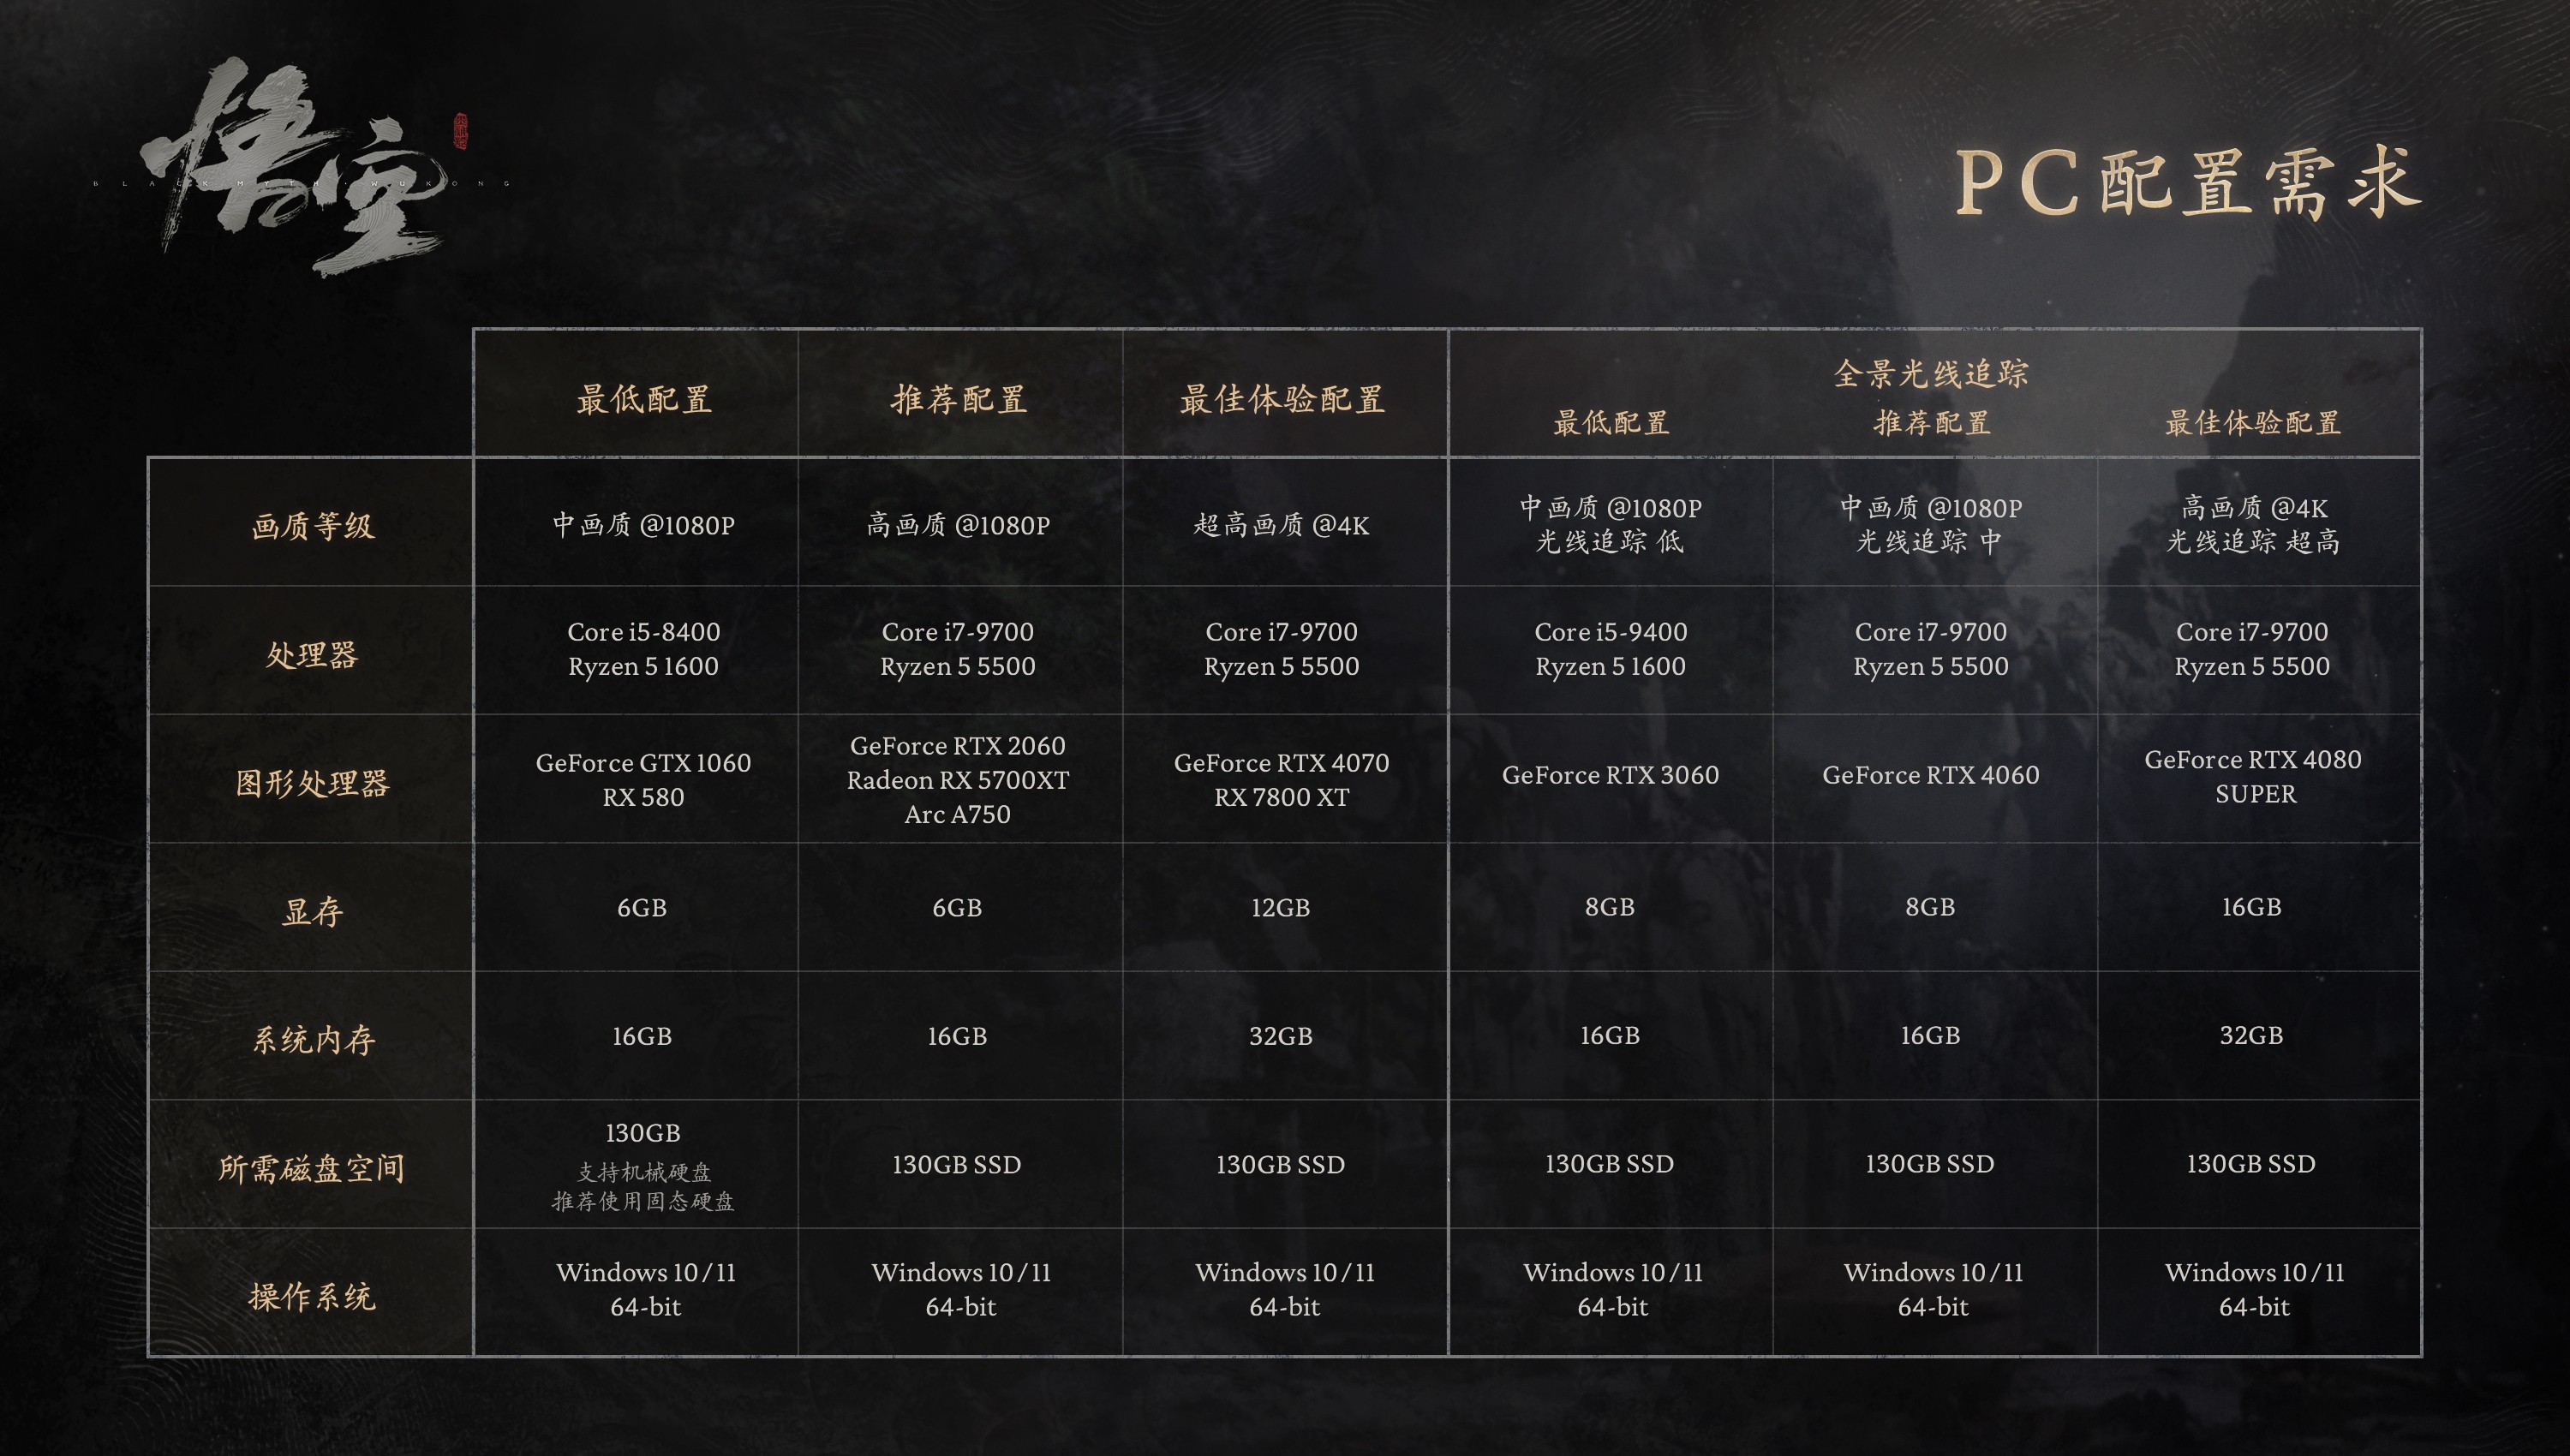 悟空
BLACK MYTH · WUKONG
PC配置需求
最低配置
推荐配置
最佳体验配置
全景光线追踪
最低配置
推荐配置
最佳体验配置
画质等级
中画质 @1080P
高画质 @1080P
超高画质 @4K
中画质 @1080P
光线追踪 低
中画质 @1080P
光线追踪 中
高画质 @4K
光线追踪 超高
处理器
Core i5-8400
Ryzen 5 1600
Core i7-9700
Ryzen 5 5500
Core i7-9700
Ryzen 5 5500
Core i5-9400
Ryzen 5 1600
Core i7-9700
Ryzen 5 5500
Core i7-9700
Ryzen 5 5500
图形处理器
GeForce GTX 1060
RX 580
GeForce RTX 2060
Radeon RX 5700XT
Arc A750
GeForce RTX 4070
RX 7800 XT
GeForce RTX 3060
GeForce RTX 4060
GeForce RTX 4080
SUPER
显存
6GB
6GB
12GB
8GB
8GB
16GB
系统内存
16GB
16GB
32GB
16GB
16GB
32GB
所需磁盘空间
130GB
支持机械硬盘
推荐使用固态硬盘
130GB SSD
130GB SSD
130GB SSD
130GB SSD
130GB SSD
操作系统
Windows 10/11
64-bit
Windows 10/11
64-bit
Windows 10/11
64-bit
Windows 10/11
64-bit
Windows 10/11
64-bit
Windows 10/11
64-bit